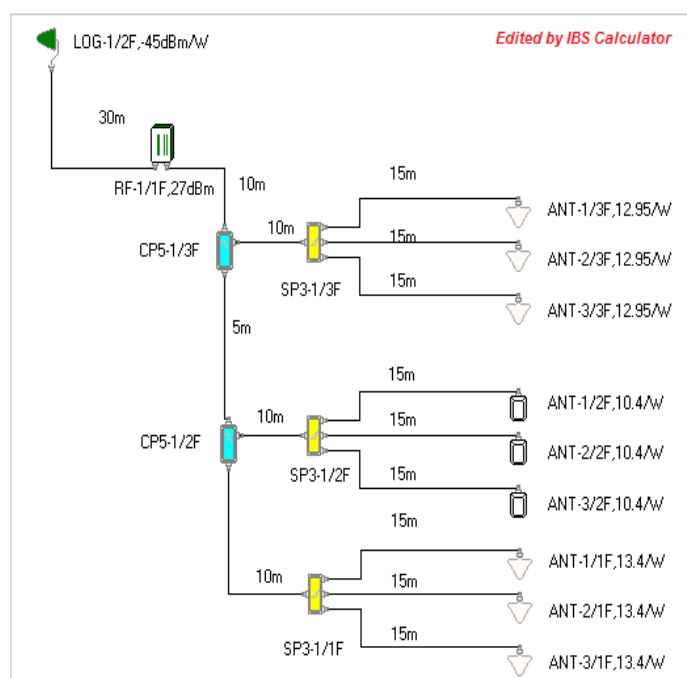 LOG-1/2F,-45dBm/W
Edited by IBS Calculator
30m
RF-1/1F,27dBm
10m
15m
ANT-1/3F,12.95/W
CP5-1/3F
10m
15m
ANT-2/3F,12.95/W
SP3-1/3F
15m
ANT-3/3F,12.95/W
5m
15m
ANT-1/2F,10.4/W
CP5-1/2F
10m
15m
ANT-2/2F,10.4/W
SP3-1/2F
15m
ANT-3/2F,10.4/W
15m
ANT-1/1F,13.4/W
10m
15m
ANT-2/1F,13.4/W
SP3-1/1F
15m
ANT-3/1F,13.4/W